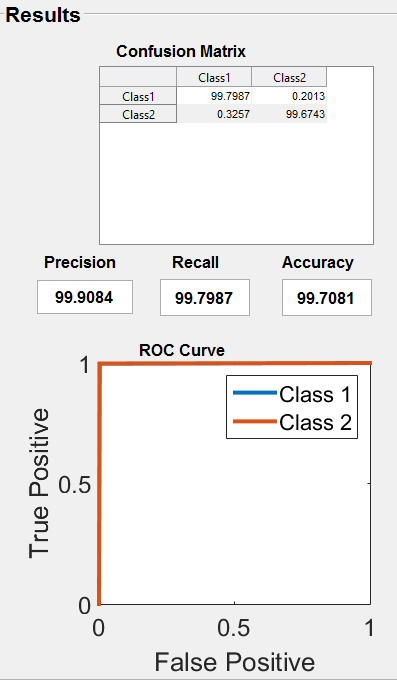 Results
Confusion Matrix
Class1 Class2
Class1 99.7987 0.2013
Class2 0.3257 99.6743
Precision Recall Accuracy
99.9084 99.7987 99.7081
ROC Curve
1
Class 1
Class 2
0.5
True Positive
0
0 0.5 1
False Positive